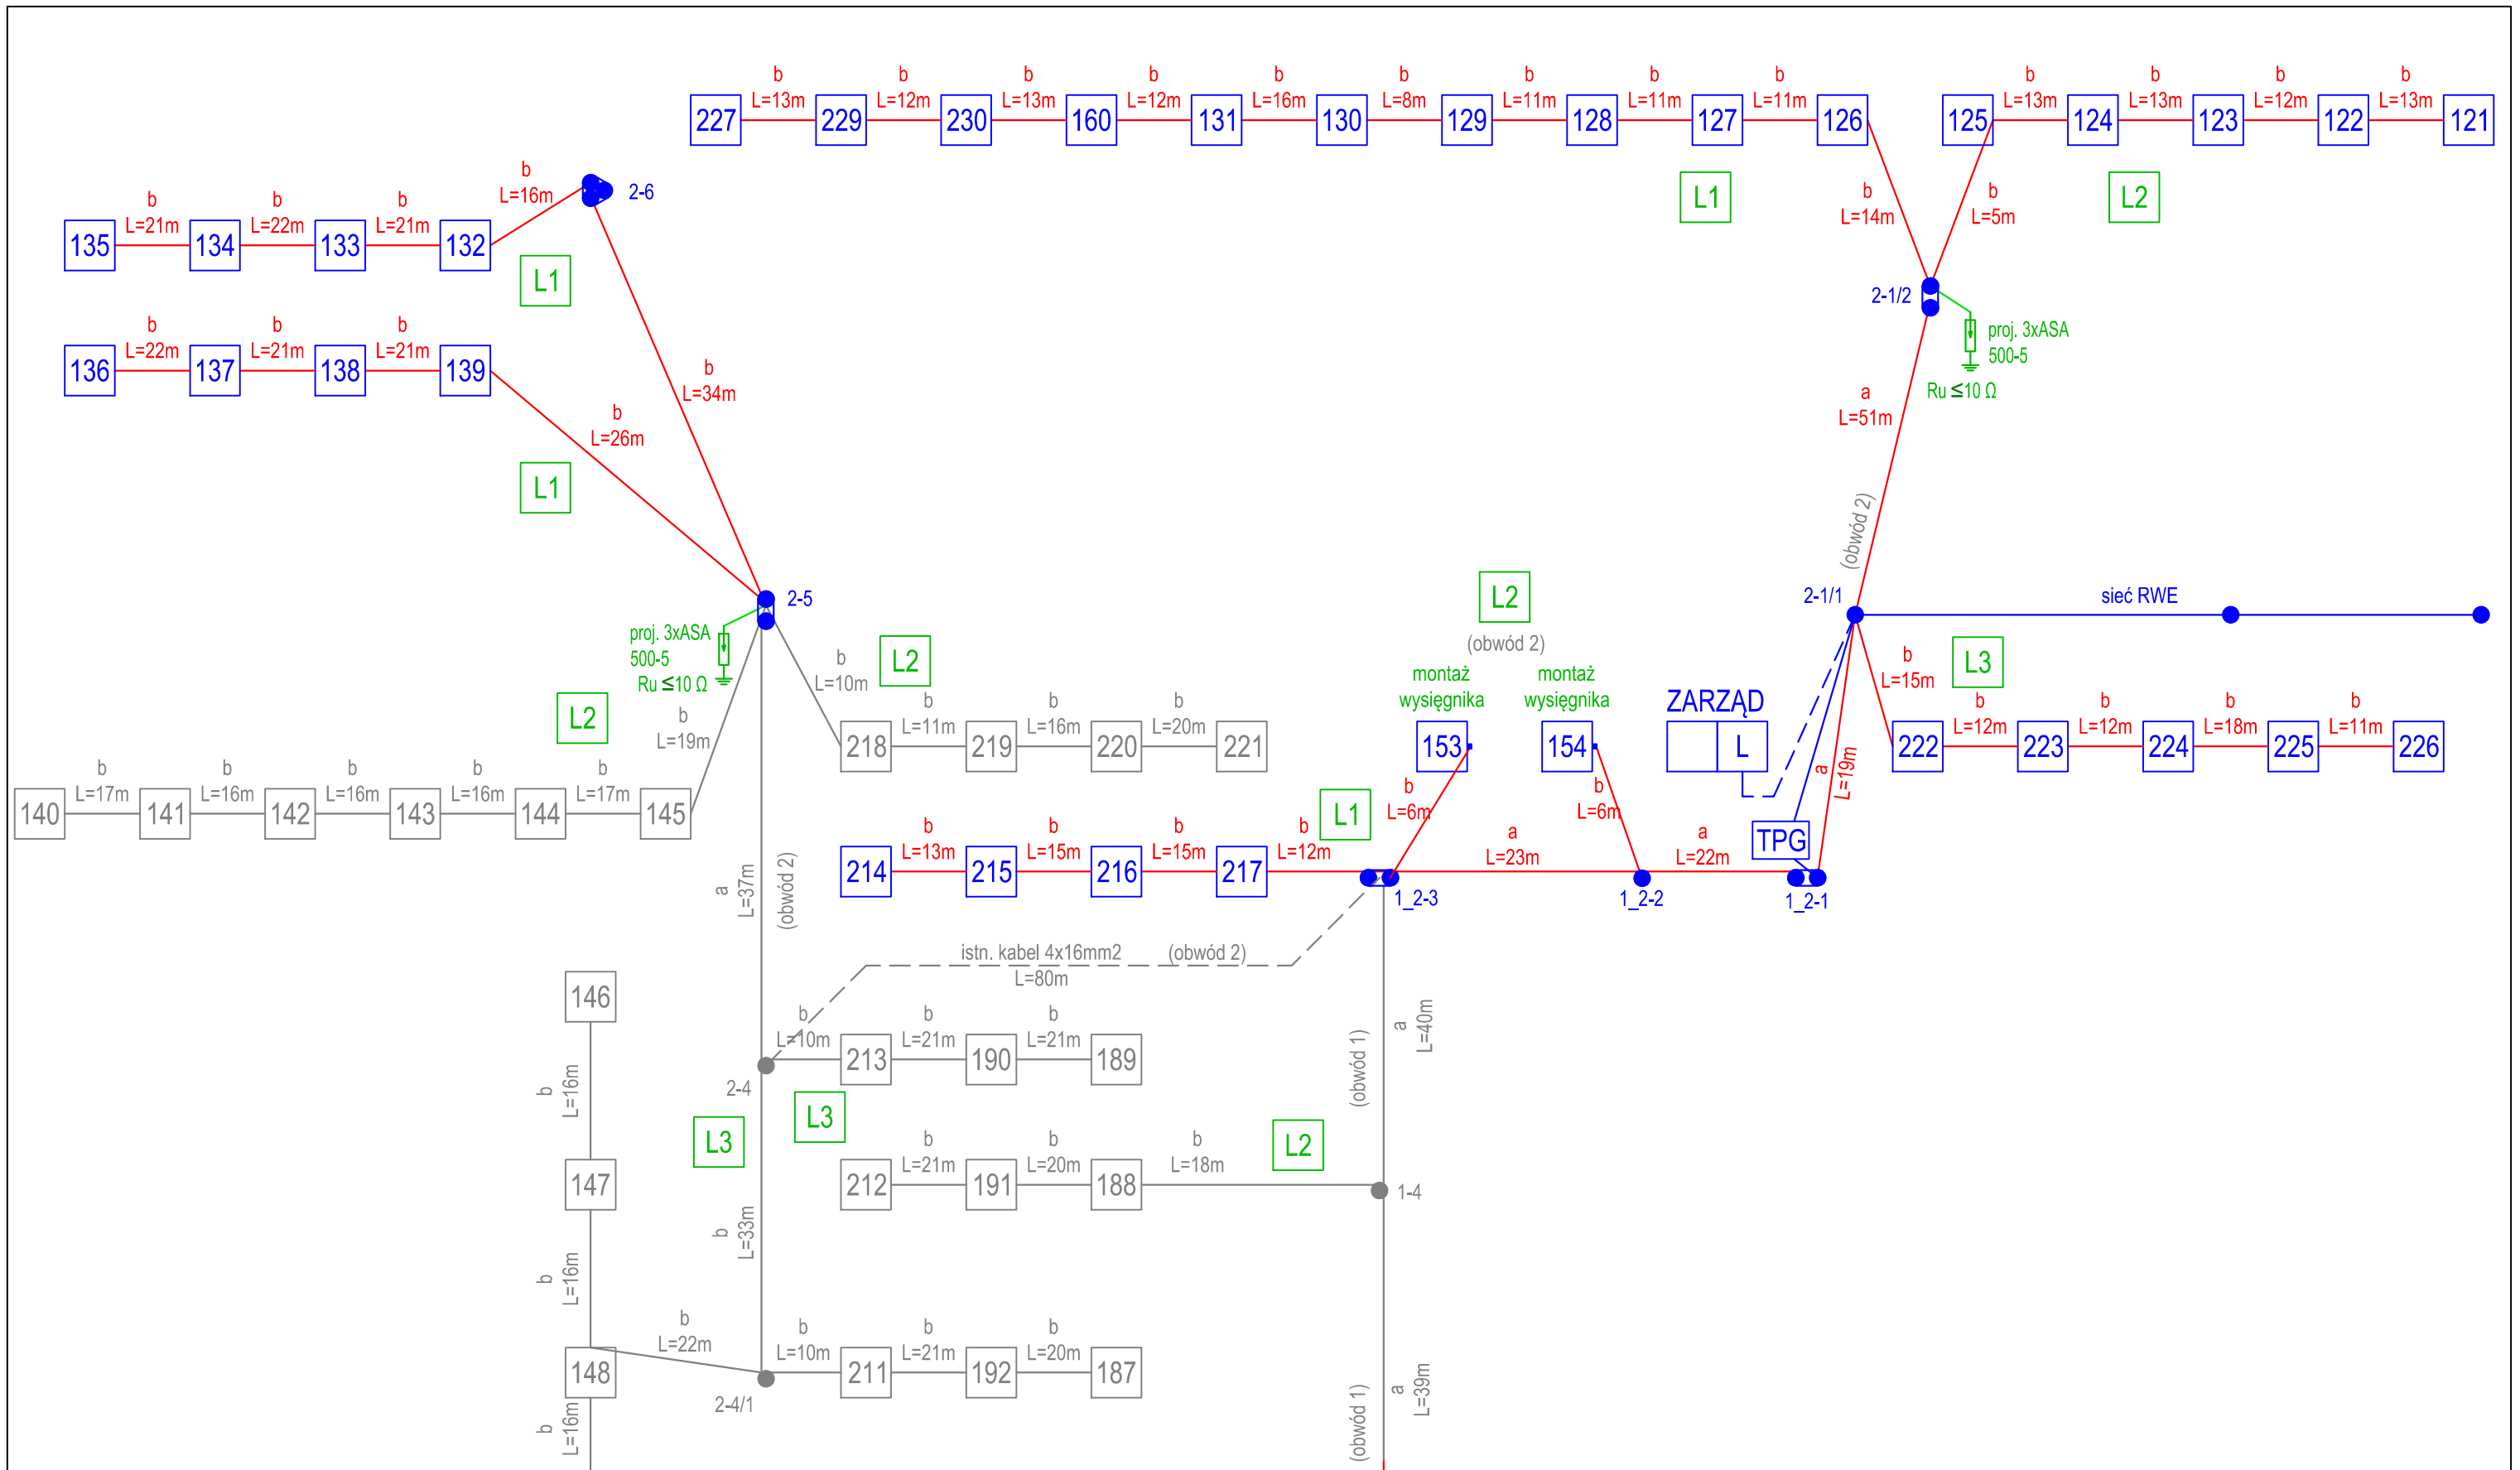 b b b b b b b b b b b b b
L=13m L=12m L=13m L=12m L=16m L=8m L=11m L=11m L=11m L=13m L=13m L=12m L=13m
227 229 230 160 131 130 129 128 127 126 125 124 123 122 121
b
L=16m
2-6
L1 L2
b b
L=14m L=5m
b b b
L=21m L=22m L=21m
135 134 133 132
L1
2-1/2
proj. 3xASA
500-5
Ru ≤10 Ω
b b b
L=22m L=21m L=21m
136 137 138 139
b
L=34m
b
L=26m
a
L=51m
L1
(obwód 2)
2-5
proj. 3xASA
500-5
Ru ≤10 Ω
L2
(obwód 2)
2-1/1
sieć RWE
b
L=10m
L2
montaż
wysięgnika
montaż
wysięgnika
153 154
ZARZĄD
L
b
L=15m
L3
b b b b
L=12m L=12m L=18m L=11m
222 223 224 225 226
L2
b
L=19m
b b b
L=11m L=16m L=20m
218 219 220 221
b b b b b
L=17m L=16m L=16m L=16m L=17m
140 141 142 143 144 145
b
L=6m
b
L=6m
a
L=19m
TPG
L1
b b b b
L=13m L=15m L=15m L=12m
214 215 216 217
a
L=23m
a
L=22m
1_2-3
1_2-2
1_2-1
a
L=37m
(obwód 2)
istn. kabel 4x16mm2 (obwód 2)
L=80m
146
b b b
L=10m L=21m L=21m
213 190 189
2-4
a
L=40m
(obwód 1)
b
L=16m
L3
L3
L2
b b b
L=21m L=20m L=18m
212 191 188
1-4
147
b
L=33m
b
L=16m
b
L=22m
b b b
L=10m L=21m L=20m
148
211 192 187
2-4/1
a
L=39m
(obwód 1)
b
L=16m